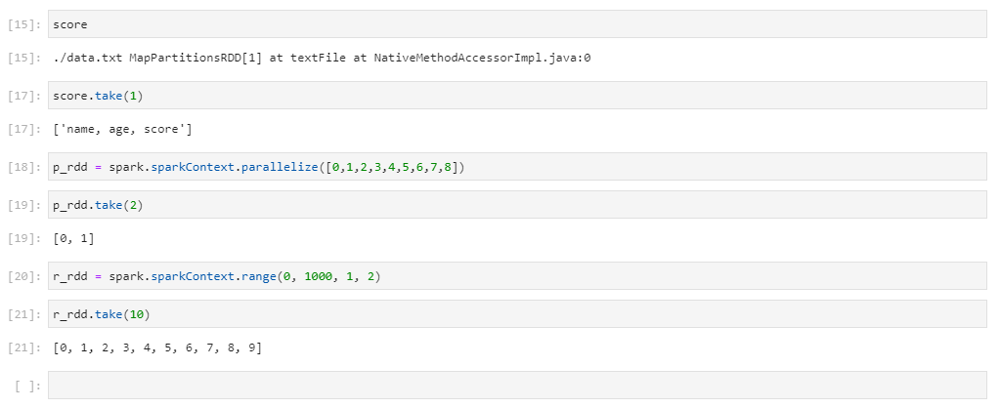 [15]: score
[15]: ./data.txt MapPartitionsRDD[1] at textFile at NativeMethodAccessorImpl.java:0
[17]: score.take(1)
[17]: ['name, age, score']
[18]: p_rdd = spark.sparkContext.parallelize([0,1,2,3,4,5,6,7,8])
[19]: p_rdd.take(2)
[19]: [0, 1]
[20]: r_rdd = spark.sparkContext.range(0, 1000, 1, 2)
[21]: r_rdd.take(10)
[21]: [0, 1, 2, 3, 4, 5, 6, 7, 8, 9]
[ ]: